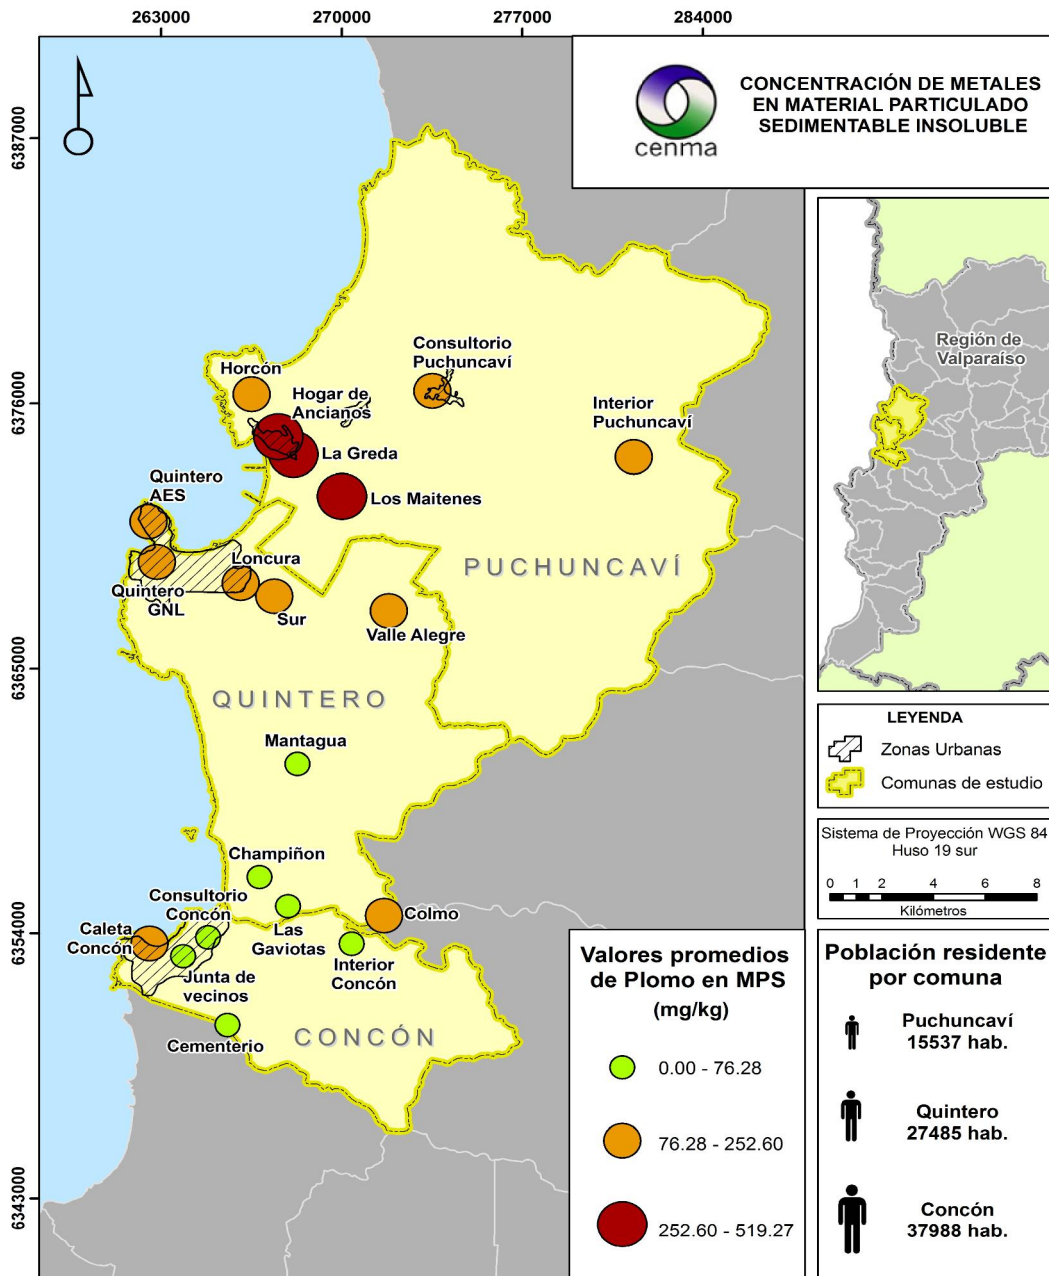 263000
270000
277000
284000
6387000
6376000
6365000
6354000
6343000
cenma
CONCENTRACIÓN DE METALES
EN MATERIAL PARTICULADO
SEDIMENTABLE INSOLUBLE
Región de
Valparaíso
Horcón
Consultorio
Puchuncaví
Hogar de
Ancianos
Interior
Puchuncaví
La Greda
Los Maitenes
Quintero
AES
Loncura
Quintero
GNL
Sur
Valle Alegre
PUCHUNCAVÍ
QUINTERO
Mantagua
Champiñon
Consultorio
Concón
Caleta
Concón
Las
Gaviotas
Colmo
Interior
Concón
Junta de
vecinos
Cementerio
CONCÓN
LEYENDA
Zonas Urbanas
Comunas de estudio
Sistema de Proyección WGS 84
Huso 19 sur
0 1 2 4 6 8
Kilómetros
Valores promedios
de Plomo en MPS
(mg/kg)
0.00 - 76.28
76.28 - 252.60
252.60 - 519.27
Población residente
por comuna
Puchuncaví
15537 hab.
Quintero
27485 hab.
Concón
37988 hab.